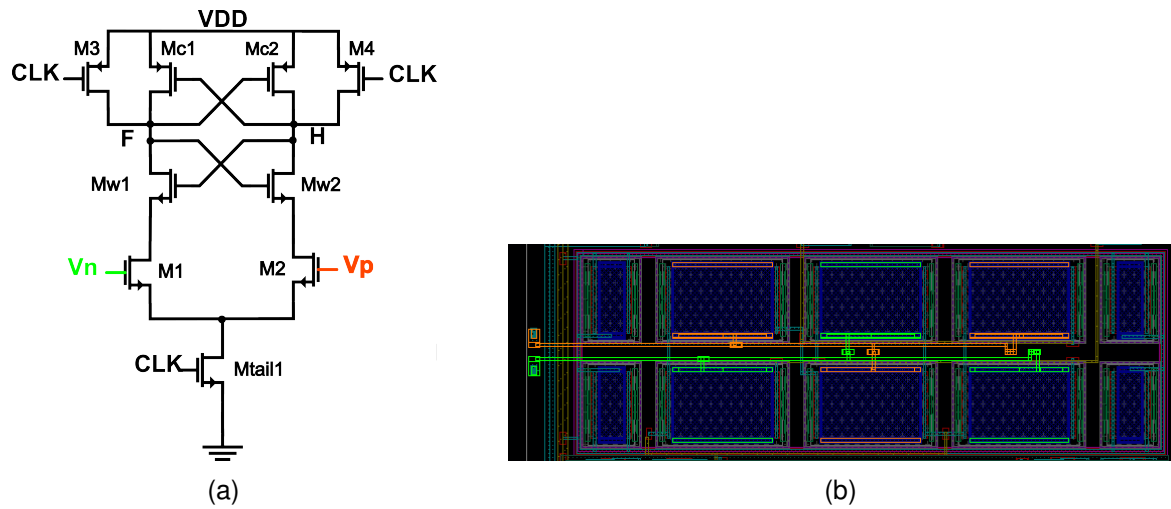 VDD
M3 Mc1 Mc2 M4
CLK CLK
F H
Mw1 Mw2
Vn M1 M2 Vp
CLK Mtail1
(a) (b)